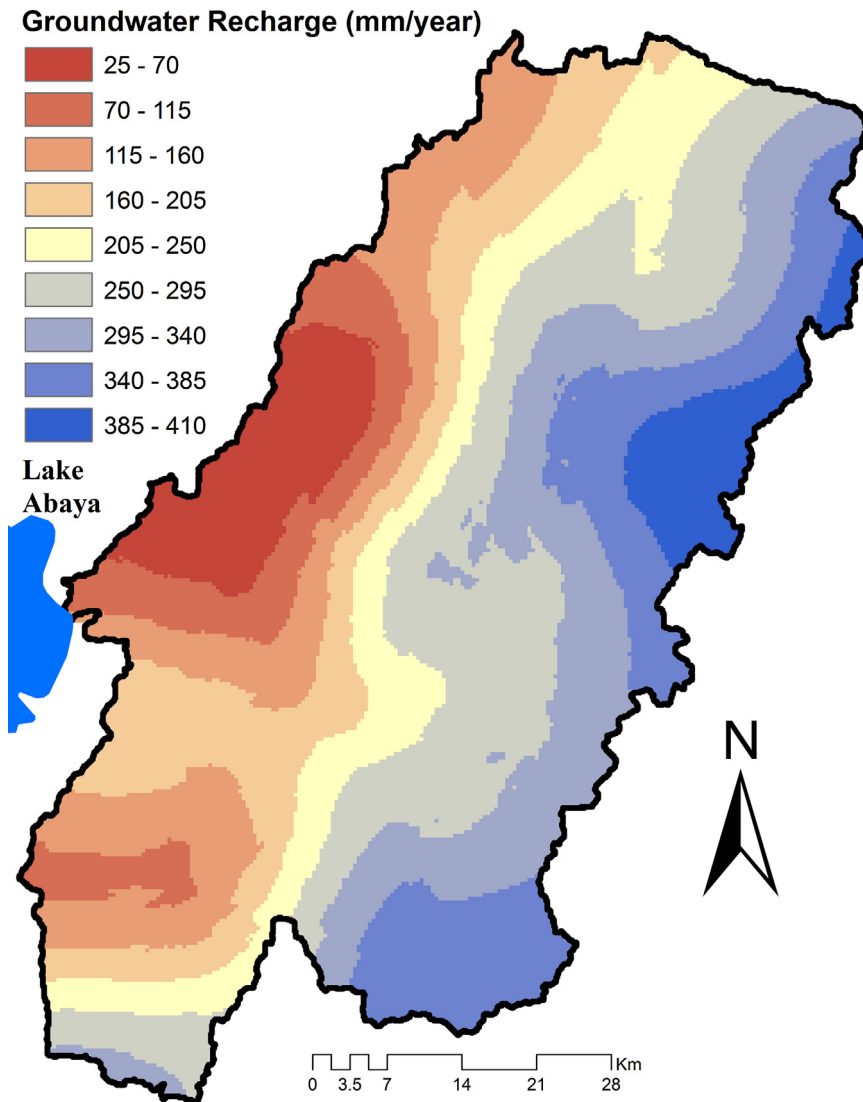 Groundwater Recharge (mm/year)
25 - 70
70 - 115
115 - 160
160 - 205
205 - 250
250 - 295
295 - 340
340 - 385
385 - 410
Lake
Abaya
N
Km
0 3.5 7 14 21 28